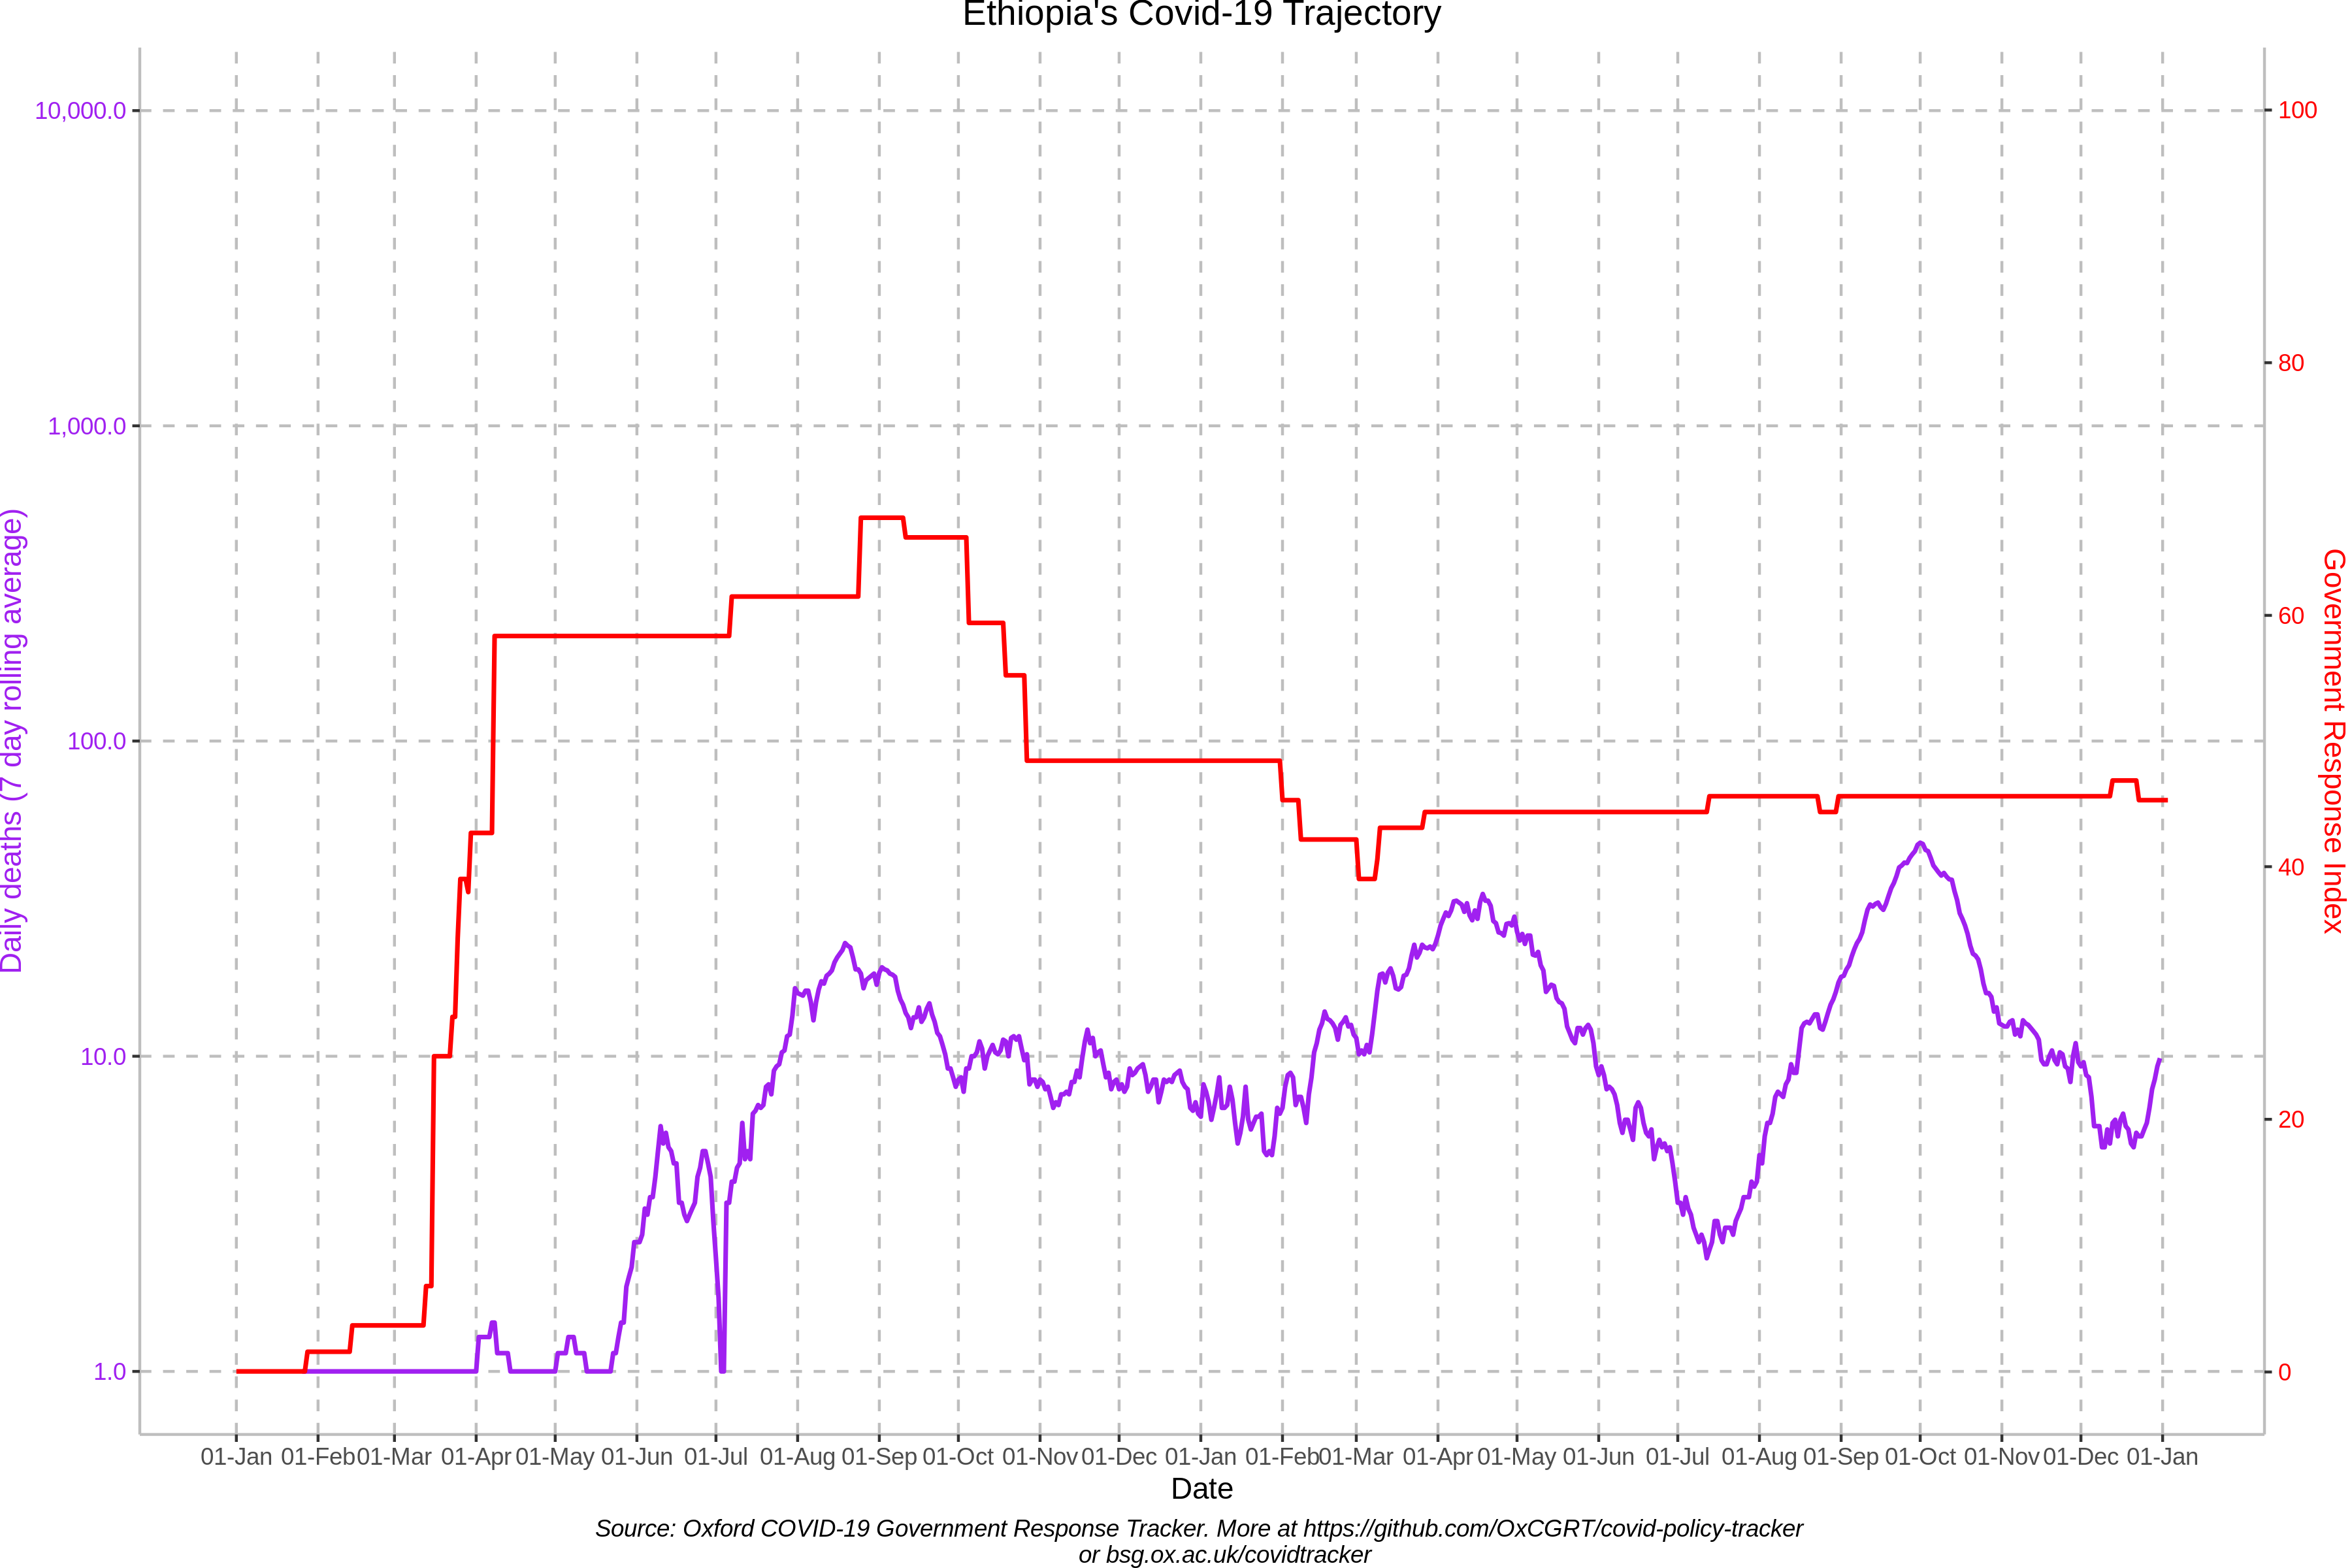 Ethiopia's Covid-19 Trajectory
10,000.0
1,000.0
100.0
10.0
1.0
Daily deaths (7 day rolling average)
100
80
60
40
20
0
Government Response Index
01-Jan 01-Feb 01-Mar 01-Apr 01-May 01-Jun 01-Jul 01-Aug 01-Sep 01-Oct 01-Nov 01-Dec 01-Jan 01-Feb 01-Mar 01-Apr 01-May 01-Jun 01-Jul 01-Aug 01-Sep 01-Oct 01-Nov 01-Dec 01-Jan
Date
Source: Oxford COVID-19 Government Response Tracker. More at https://github.com/OxCGRT/covid-policy-tracker
or bsg.ox.ac.uk/covidtracker